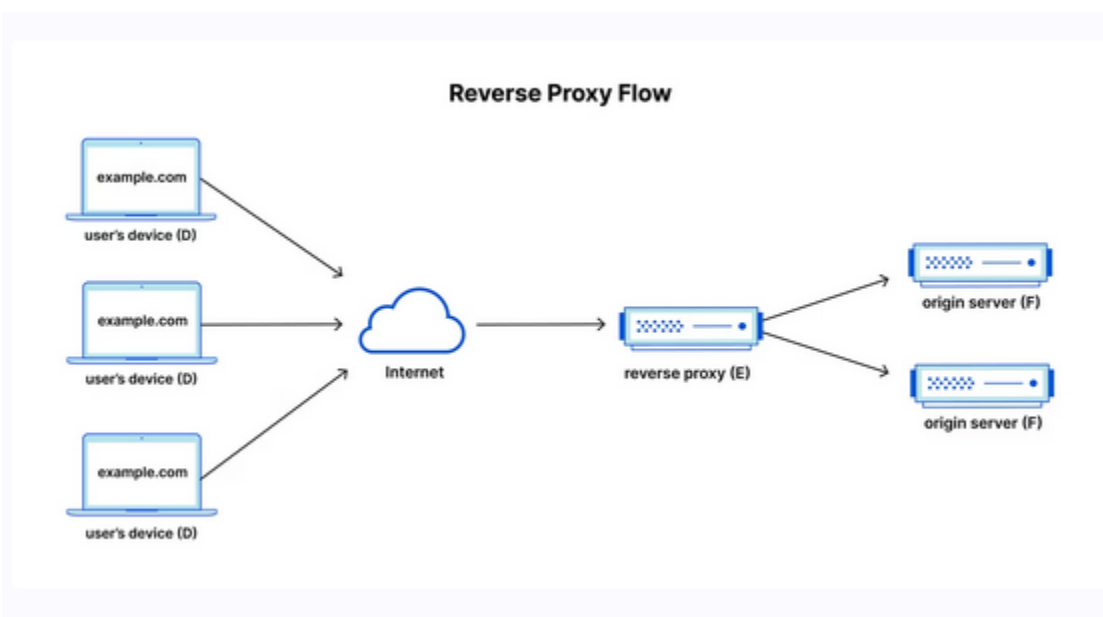 Reverse Proxy Flow
example.com
user's device (D)
example.com
user's device (D)
example.com
user's device (D)
Internet
reverse proxy (E)
origin server (F)
origin server (F)